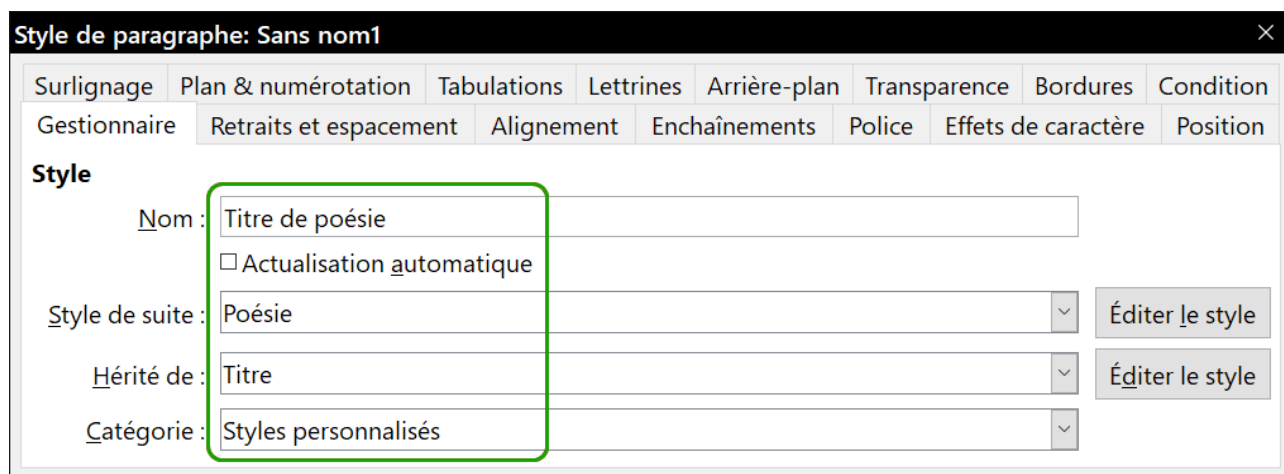 Style de paragraphe: Sans nom1
Surlignage Plan & numérotation Tabulations Lettrines Arrière-plan Transparence Bordures Condition
Gestionnaire Retraits et espacement Alignement Enchaînements Police Effets de caractère Position
Style
Nom : Titre de poésie
Actualisation automatique
Style de suite : Poésie Éditer le style
Hérité de : Titre Éditer le style
Catégorie : Styles personnalisés